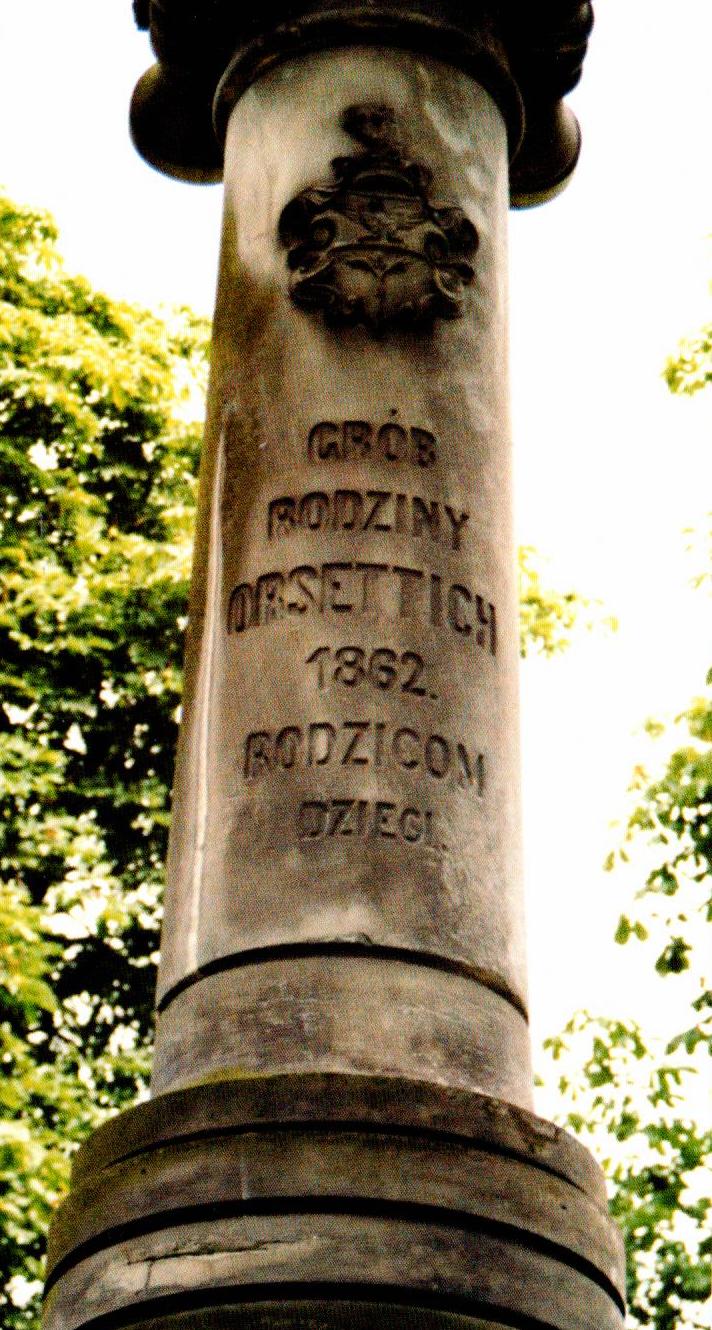 GRÓB
RODZINY
ORSETTICH
1862.
RODZICOM
DZIECI.